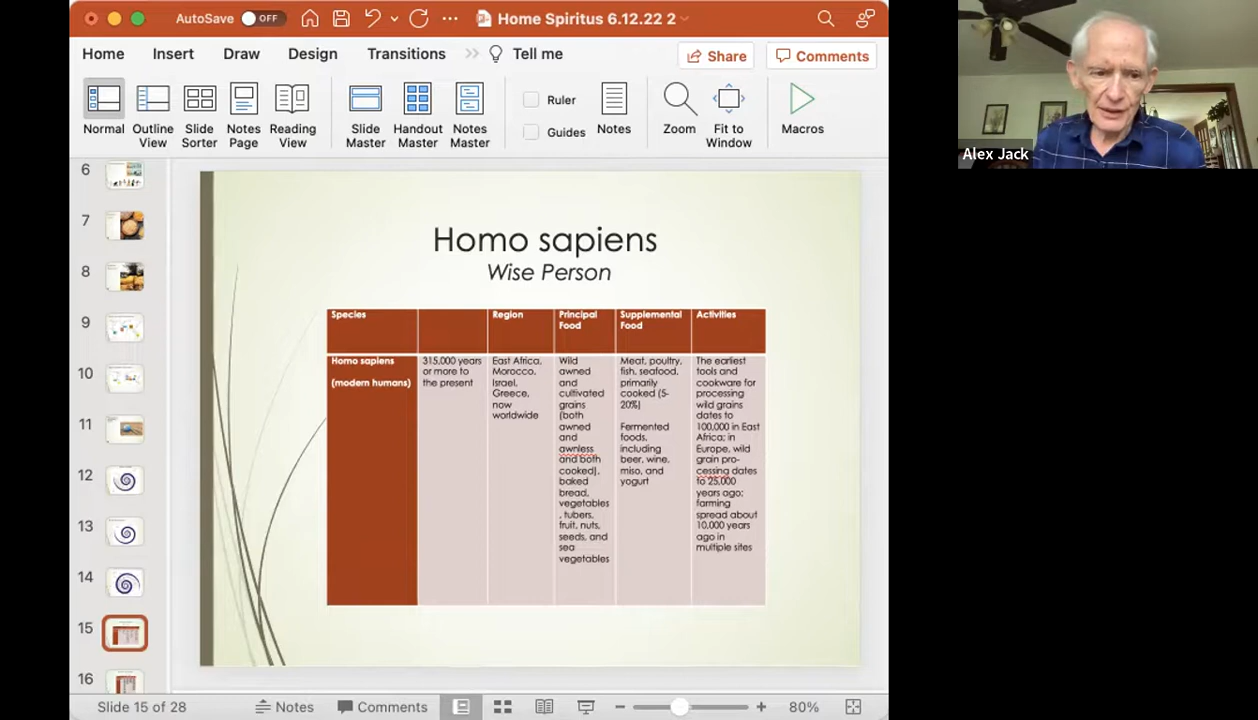 AutoSave OFF ... Home Spiritus 6.12.22 2
Home Insert Draw Design Transitions >> Tell me Share Comments
Normal Outline View Slide Sorter Notes Page Reading View Slide Master Handout Master Notes Master Ruler Guides Notes Zoom Fit to Window Macros
Alex Jack
6
7
8
9
10
11
12
13
14
15
16
Homo sapiens
Wise Person
Species Region Principal Food Supplemental Food Activities
Homo sapiens
(modern humans)
315,000 years
or more to
the present
East Africa,
Morocco,
Israel,
Greece,
now
worldwide
Wild
awned
and
cultivated
grains
(both
awned
and
awnless
and both
cooked),
baked
bread,
vegetables
, tubers,
fruit, nuts,
seeds, and
sea
vegetables
Meat, poultry,
fish, seafood,
primarily
cooked (5-
20%)
Fermented
foods,
including
beer, wine,
miso, and
yogurt
The earliest
tools and
cookware for
processing
wild grains
dates to
100,000 in East
Africa; in
Europe, wild
grain pro-
cessing dates
to 25,000
years ago;
farming
spread about
10,000 years
ago in
multiple sites
Slide 15 of 28 Notes Comments 80%